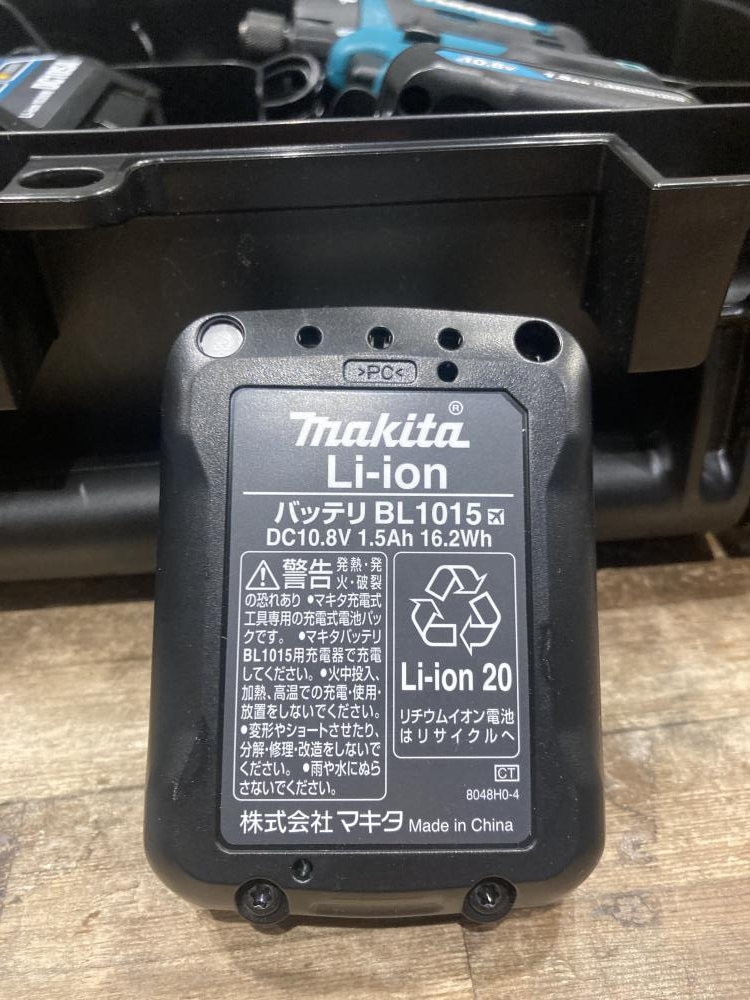 10.8V
>PC<
makita®
Li-ion
バッテリ BL1015
DC10.8V 1.5Ah 16.2Wh
警告 発熱・発
火・破裂
の恐れあり ●マキタ充電式
工具専用の充電式電池パッ
クです。 ●マキタバッテリ
BL1015用充電器で充電
してください。●火中投入、
加熱、高温での充電・使用・
放置をしないでください。
●変形やショートさせたり、
分解・修理・改造をしないで
ください。 ●雨や水にぬら
さないでください。
Li-ion 20
リチウムイオン電池
はリサイクルへ
CT
8048H0-4
株式会社マキタ Made in China